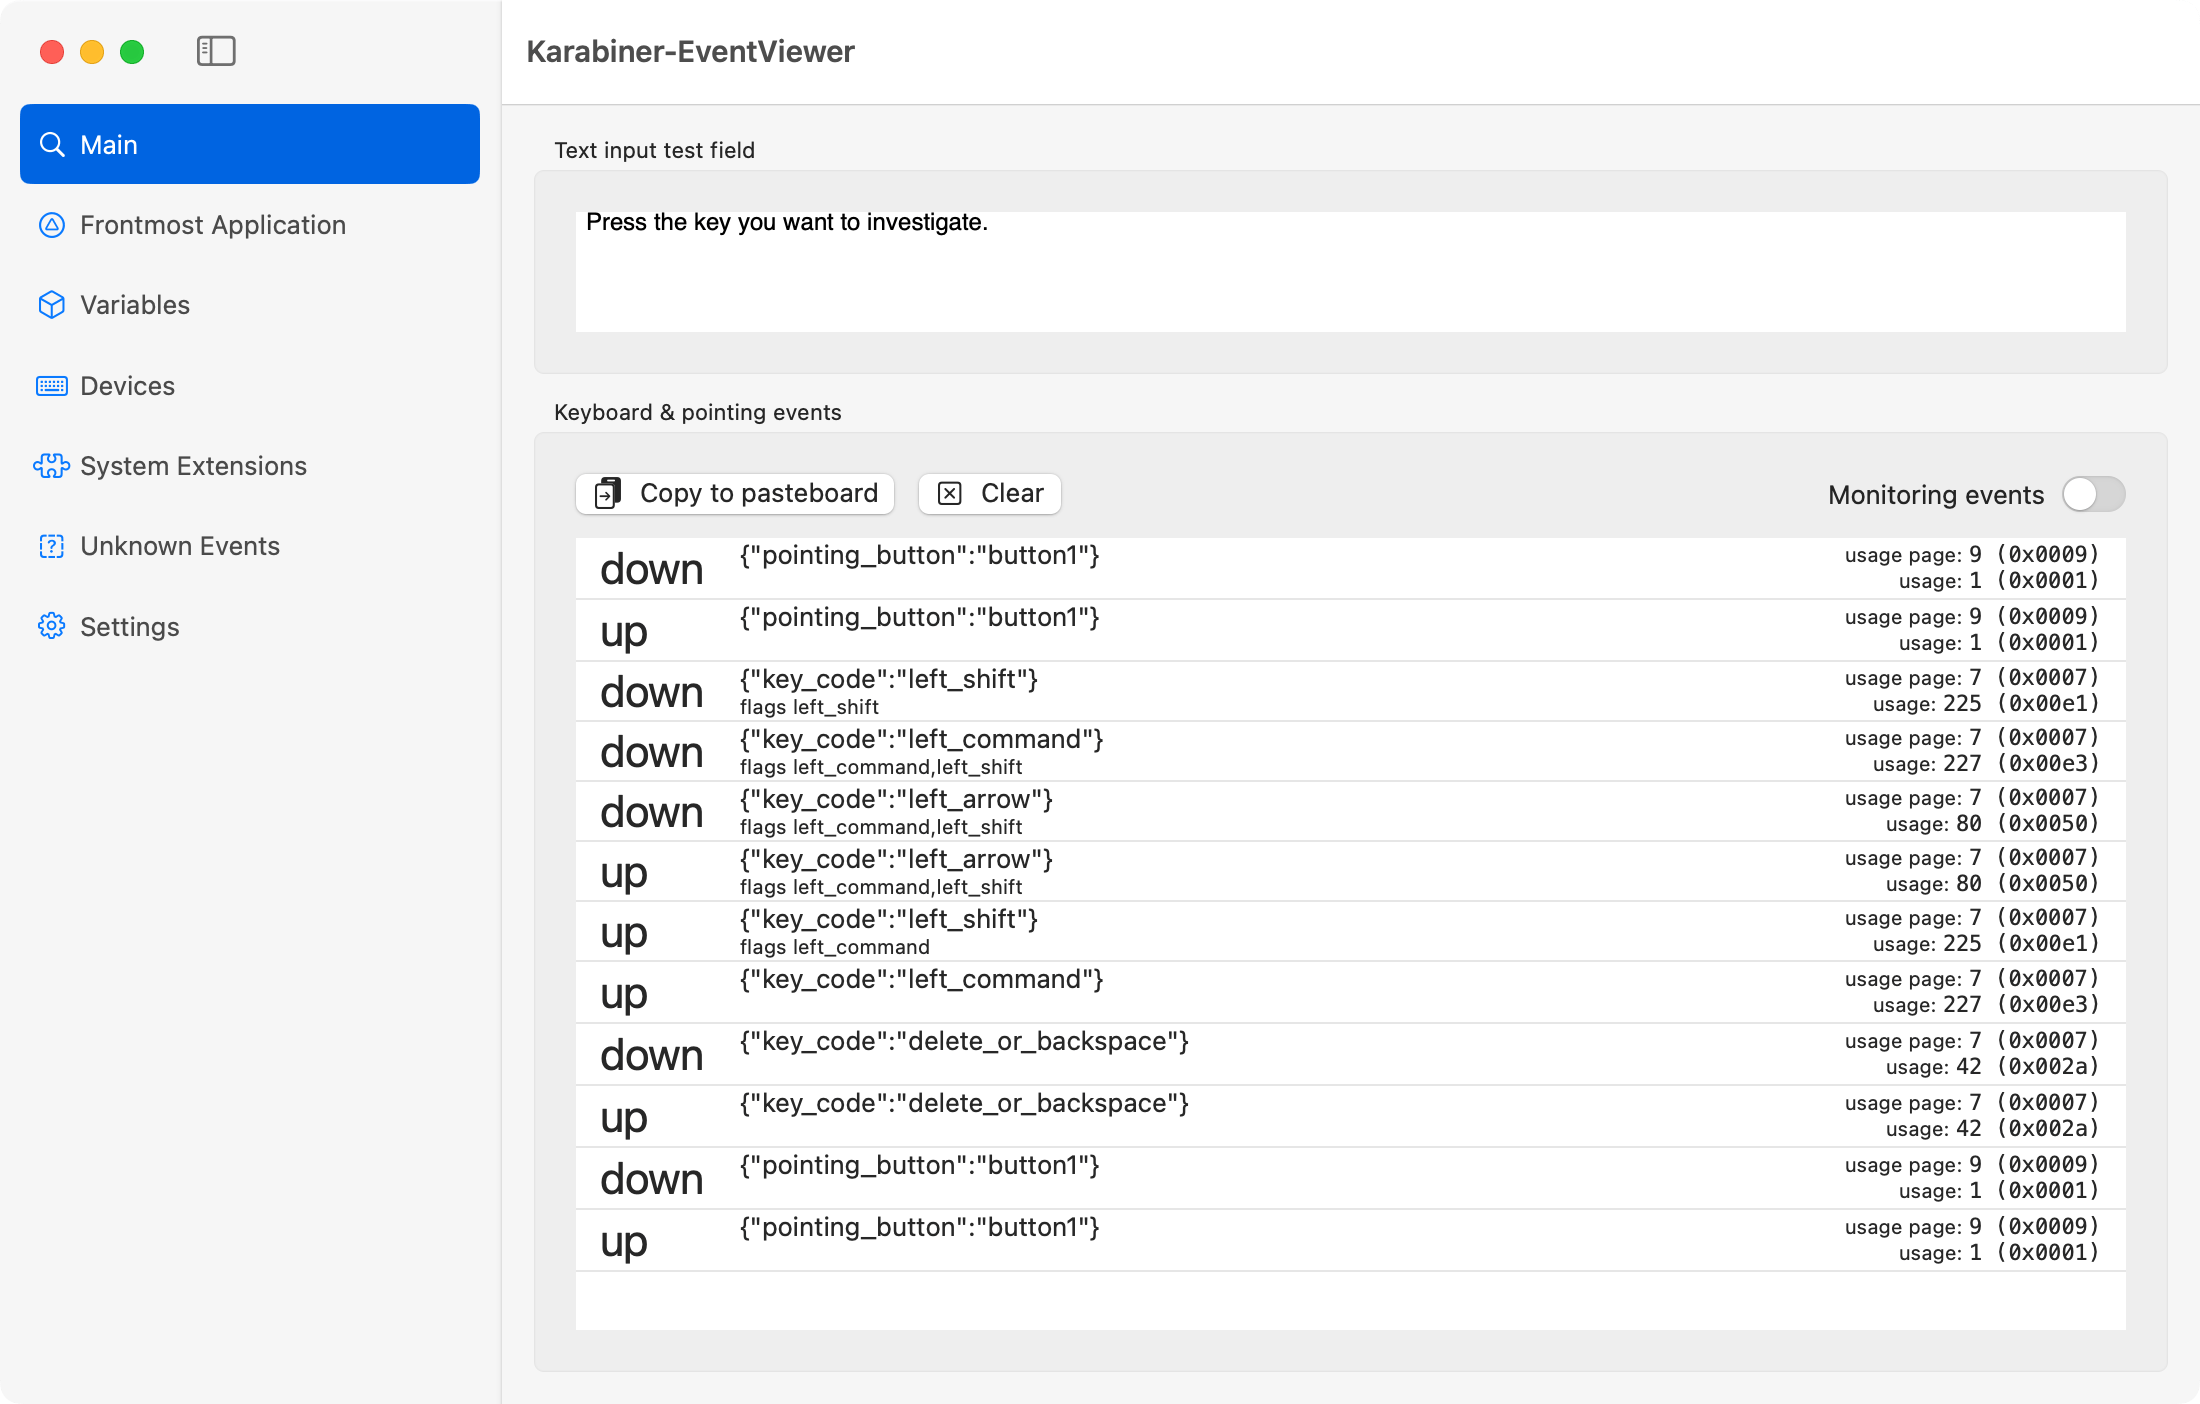 Karabiner-EventViewer
Main
Frontmost Application
Variables
Devices
System Extensions
Unknown Events
Settings
Text input test field
Press the key you want to investigate.
Keyboard & pointing events
Copy to pasteboard
Clear
Monitoring events
down {"pointing_button":"button1"} usage page: 9 (0x0009)
usage: 1 (0x0001)
up {"pointing_button":"button1"} usage page: 9 (0x0009)
usage: 1 (0x0001)
down {"key_code":"left_shift"} usage page: 7 (0x0007)
flags left_shift usage: 225 (0x00e1)
down {"key_code":"left_command"} usage page: 7 (0x0007)
flags left_command,left_shift usage: 227 (0x00e3)
down {"key_code":"left_arrow"} usage page: 7 (0x0007)
flags left_command,left_shift usage: 80 (0x0050)
up {"key_code":"left_arrow"} usage page: 7 (0x0007)
flags left_command,left_shift usage: 80 (0x0050)
up {"key_code":"left_shift"} usage page: 7 (0x0007)
flags left_command usage: 225 (0x00e1)
up {"key_code":"left_command"} usage page: 7 (0x0007)
usage: 227 (0x00e3)
down {"key_code":"delete_or_backspace"} usage page: 7 (0x0007)
usage: 42 (0x002a)
up {"key_code":"delete_or_backspace"} usage page: 7 (0x0007)
usage: 42 (0x002a)
down {"pointing_button":"button1"} usage page: 9 (0x0009)
usage: 1 (0x0001)
up {"pointing_button":"button1"} usage page: 9 (0x0009)
usage: 1 (0x0001)